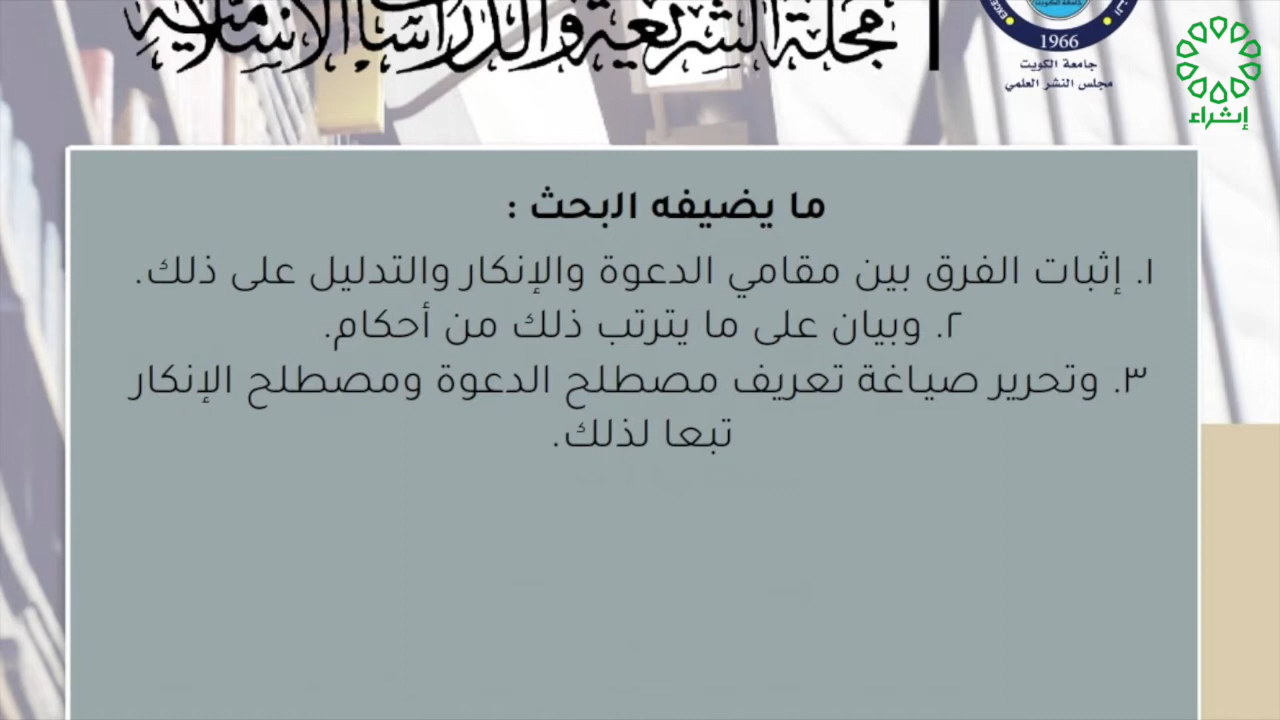 مجلة الشريعة والدراسات الإسلامية
1966
جامعة الكويت
مجلس النشر العلمي
إثراء
ما يضيفه البحث :
١. إثبات الفرق بين مقامي الدعوة والإنكار والتدليل على ذلك.
٢. وبيان على ما يترتب ذلك من أحكام.
٣. وتحرير صياغة تعريف مصطلح الدعوة ومصطلح الإنكار
تبعا لذلك.